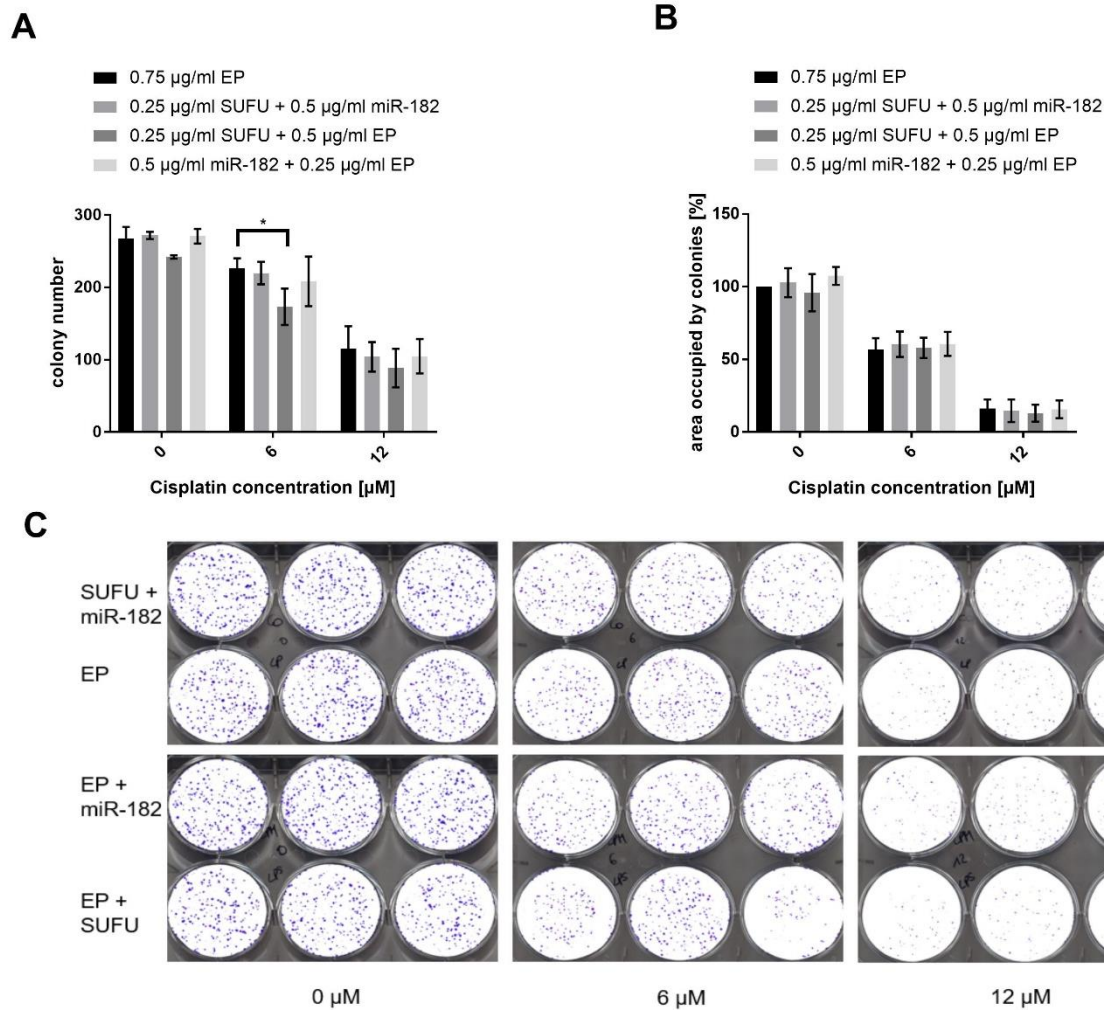 A
0.75 µg/ml EP
0.25 µg/ml SUFU + 0.5 µg/ml miR-182
0.25 µg/ml SUFU + 0.5 µg/ml EP
0.5 µg/ml miR-182 + 0.25 µg/ml EP
300
200
100
0
colony number
*
0
6
12
Cisplatin concentration [µM]
B
0.75 µg/ml EP
0.25 µg/ml SUFU + 0.5 µg/ml miR-182
0.25 µg/ml SUFU + 0.5 µg/ml EP
0.5 µg/ml miR-182 + 0.25 µg/ml EP
150
100
50
0
area occupied by colonies [%]
0
6
12
Cisplatin concentration [µM]
C
SUFU +
miR-182
EP
EP +
miR-182
EP +
SUFU
0
6
12
0
6
12
0 µM
6 µM
12 µM